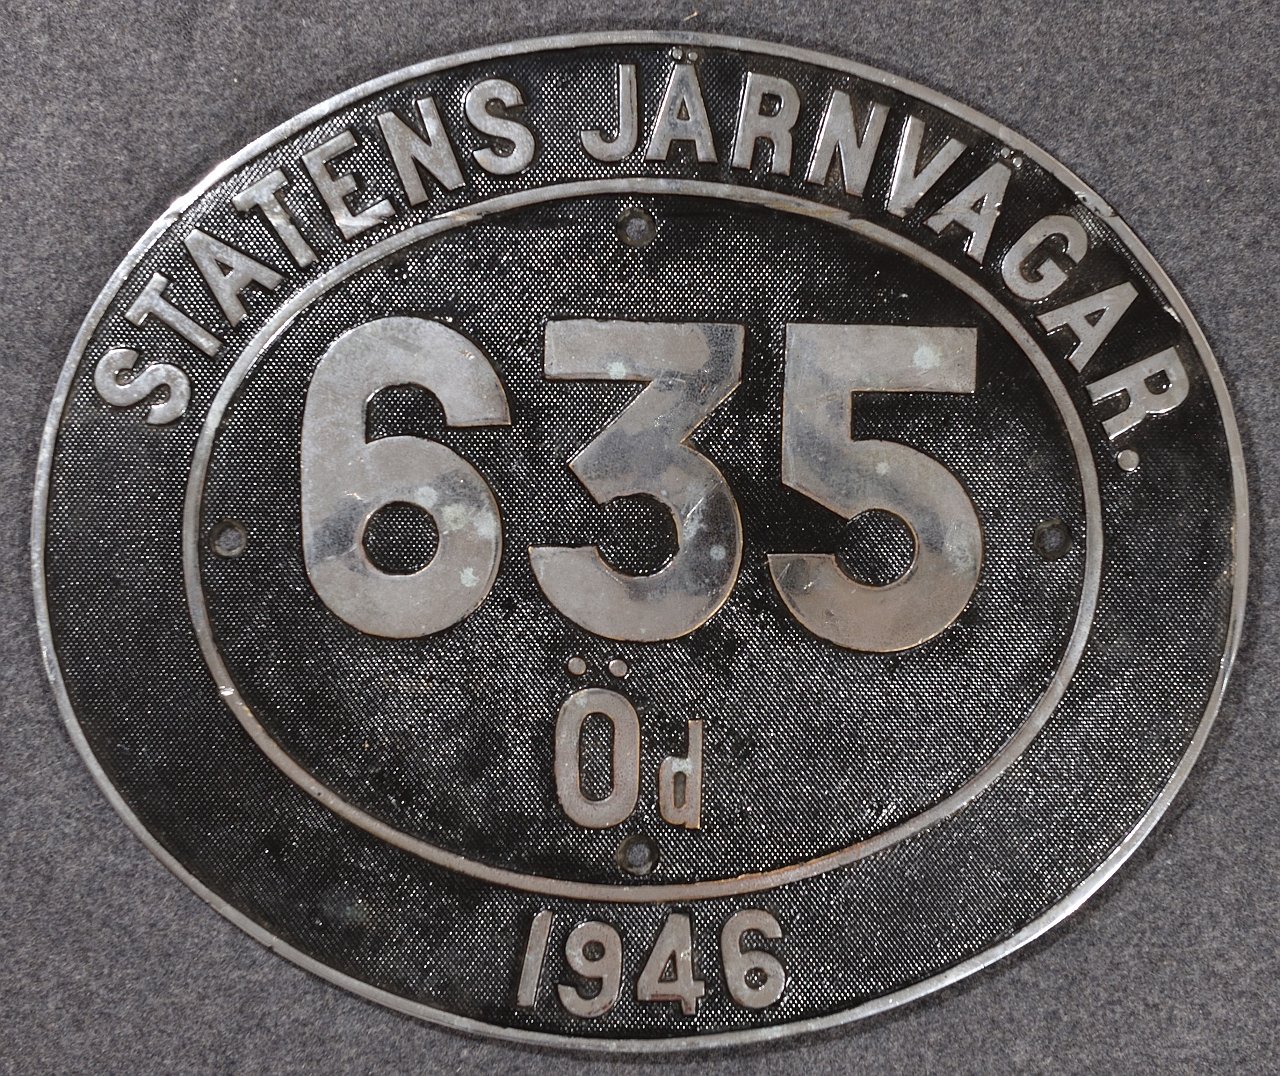 STATENS JÄRNVÄGAR.
635
Öd
1946